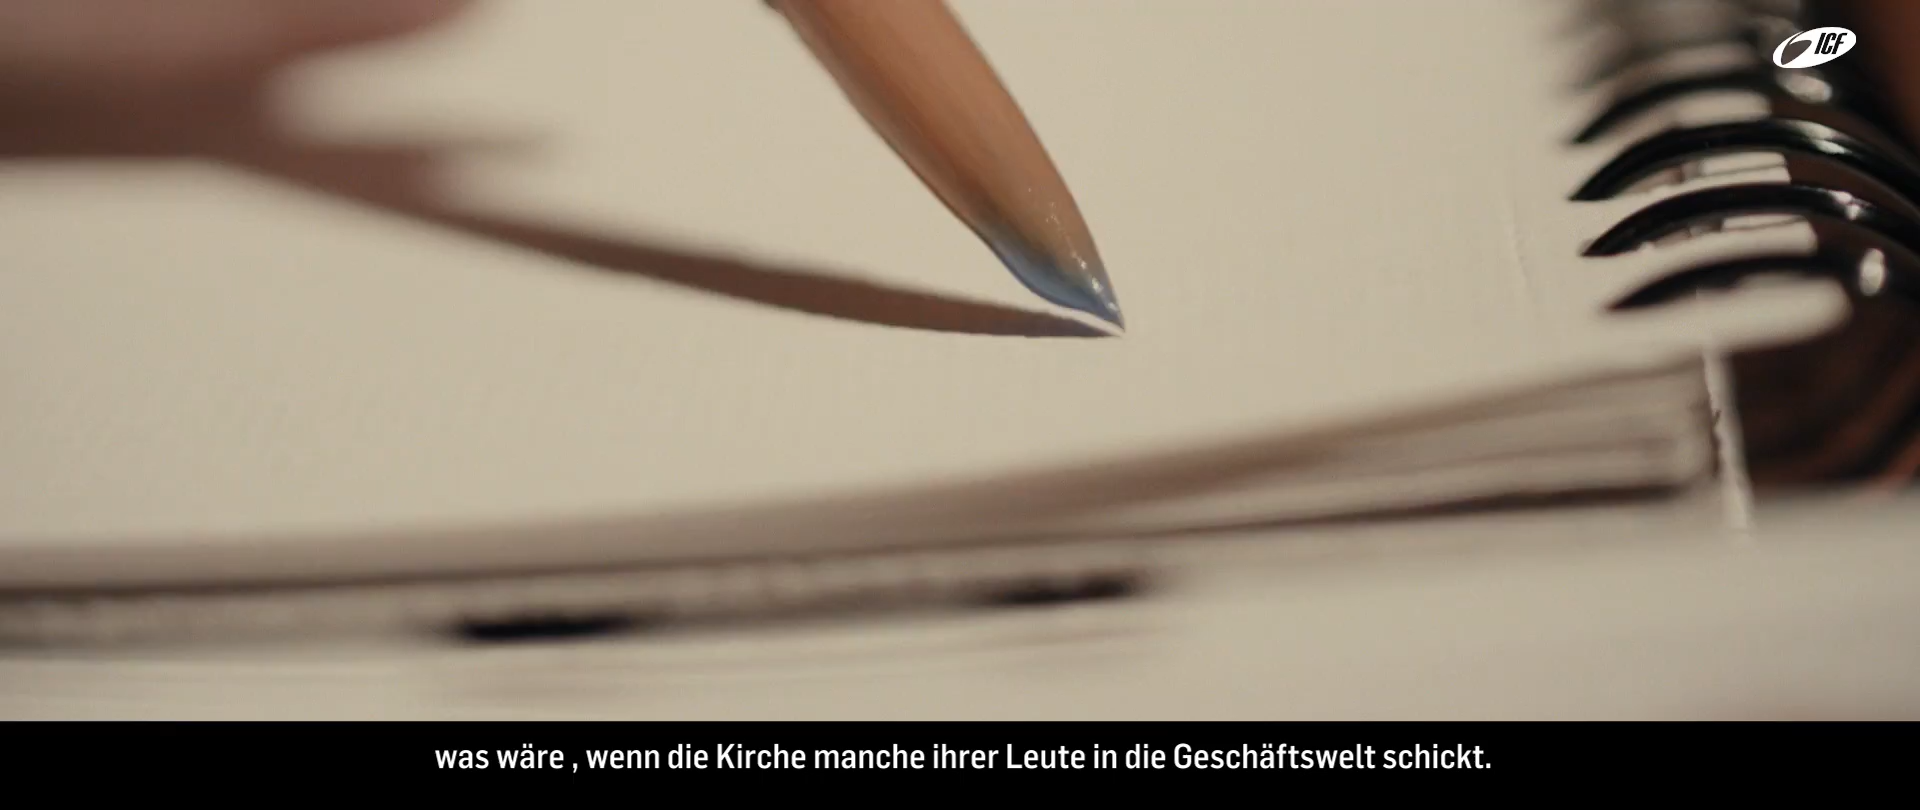 ICF
was wäre , wenn die Kirche manche ihrer Leute in die Geschäftswelt schickt.